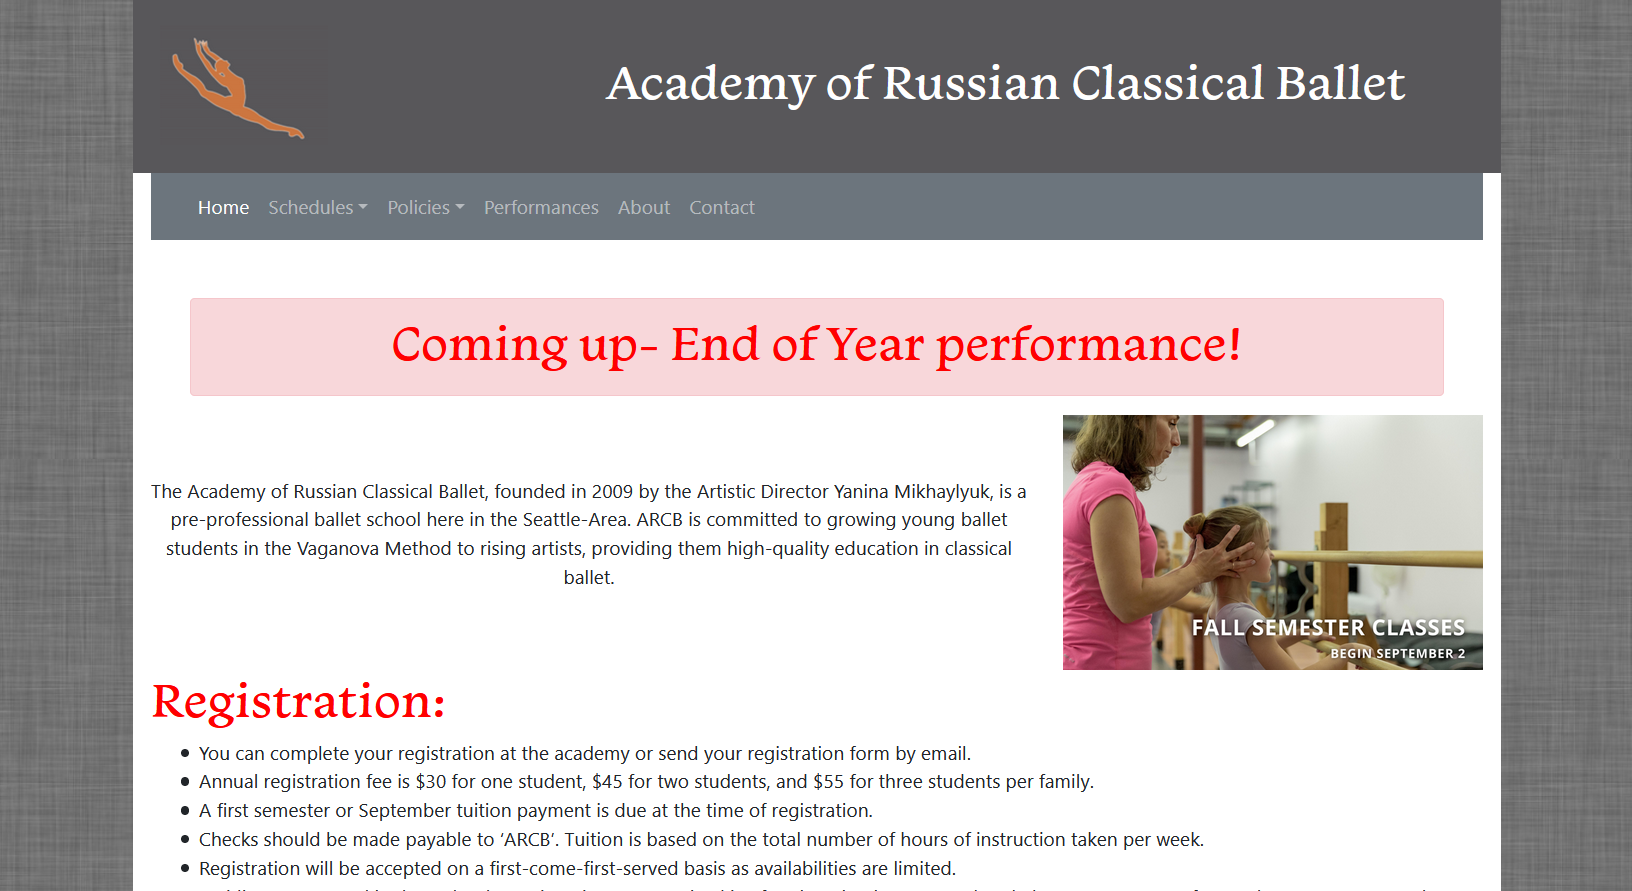 Academy of Russian Classical Ballet
Home Schedules Policies Performances About Contact
Coming up- End of Year performance!
The Academy of Russian Classical Ballet, founded in 2009 by the Artistic Director Yanina Mikhaylyuk, is a
pre-professional ballet school here in the Seattle-Area. ARCB is committed to growing young ballet
students in the Vaganova Method to rising artists, providing them high-quality education in classical
ballet.
FALL SEMESTER CLASSES
BEGIN SEPTEMBER 2
Registration:
You can complete your registration at the academy or send your registration form by email.
Annual registration fee is $30 for one student, $45 for two students, and $55 for three students per family.
A first semester or September tuition payment is due at the time of registration.
Checks should be made payable to ‘ARCB’. Tuition is based on the total number of hours of instruction taken per week.
Registration will be accepted on a first-come-first-served basis as availabilities are limited.